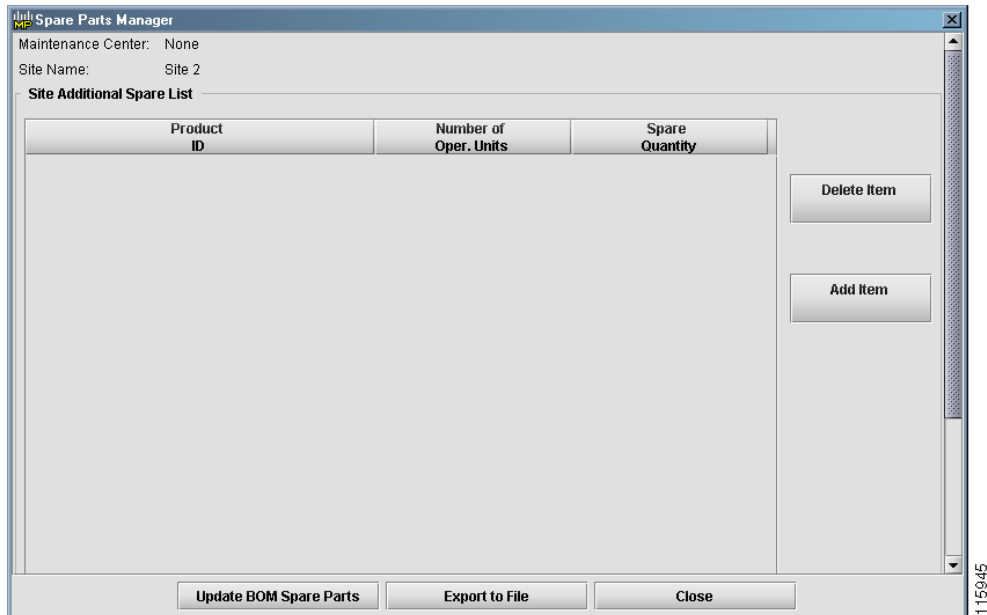 MP Spare Parts Manager
Maintenance Center: None
Site Name: Site 2
Site Additional Spare List
Product ID
Number of Oper. Units
Spare Quantity
Delete Item
Add Item
Update BOM Spare Parts
Export to File
Close
115945